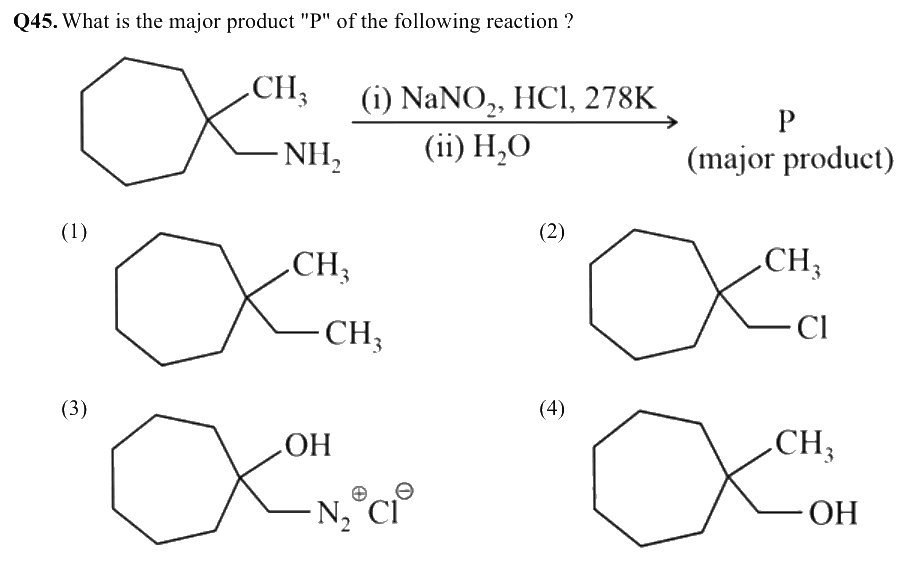 Q45. What is the major product "P" of the following reaction ?
CH₃
(i) NaNO₂, HCl, 278K
NH₂
(ii) H₂O
P
(major product)
(1)
CH₃
CH₃
(2)
CH₃
Cl
(3)
OH
N₂⊕Cl⊖
(4)
CH₃
OH